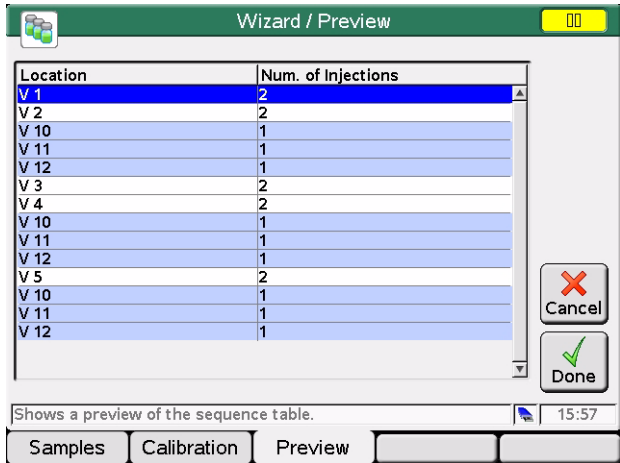 Wizard / Preview
Location Num. of Injections
V 1 2
V 2 2
V 10 1
V 11 1
V 12 1
V 3 2
V 4 2
V 10 1
V 11 1
V 12 1
V 5 2
V 10 1
V 11 1
V 12 1
Cancel
Done
Shows a preview of the sequence table. 15:57
Samples Calibration Preview